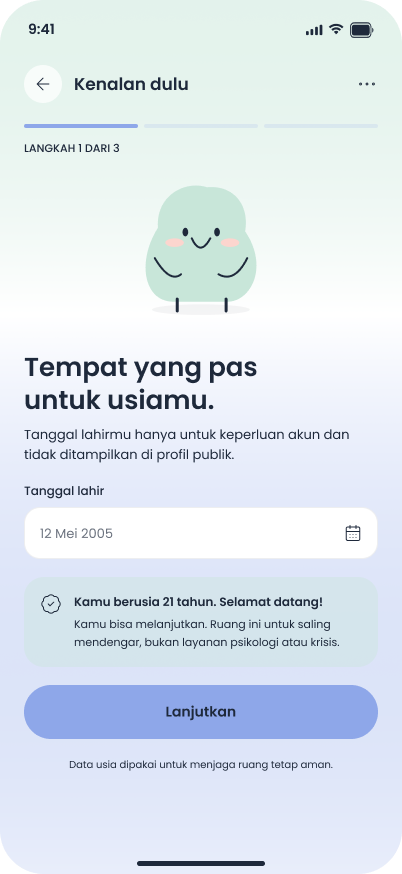 9:41
Kenalan dulu
LANGKAH 1 DARI 3
Tempat yang pas
untuk usiamu.
Tanggal lahirmu hanya untuk keperluan akun dan
tidak ditampilkan di profil publik.
Tanggal lahir
12 Mei 2005
Kamu berusia 21 tahun. Selamat datang!
Kamu bisa melanjutkan. Ruang ini untuk saling
mendengar, bukan layanan psikologi atau krisis.
Lanjutkan
Data usia dipakai untuk menjaga ruang tetap aman.